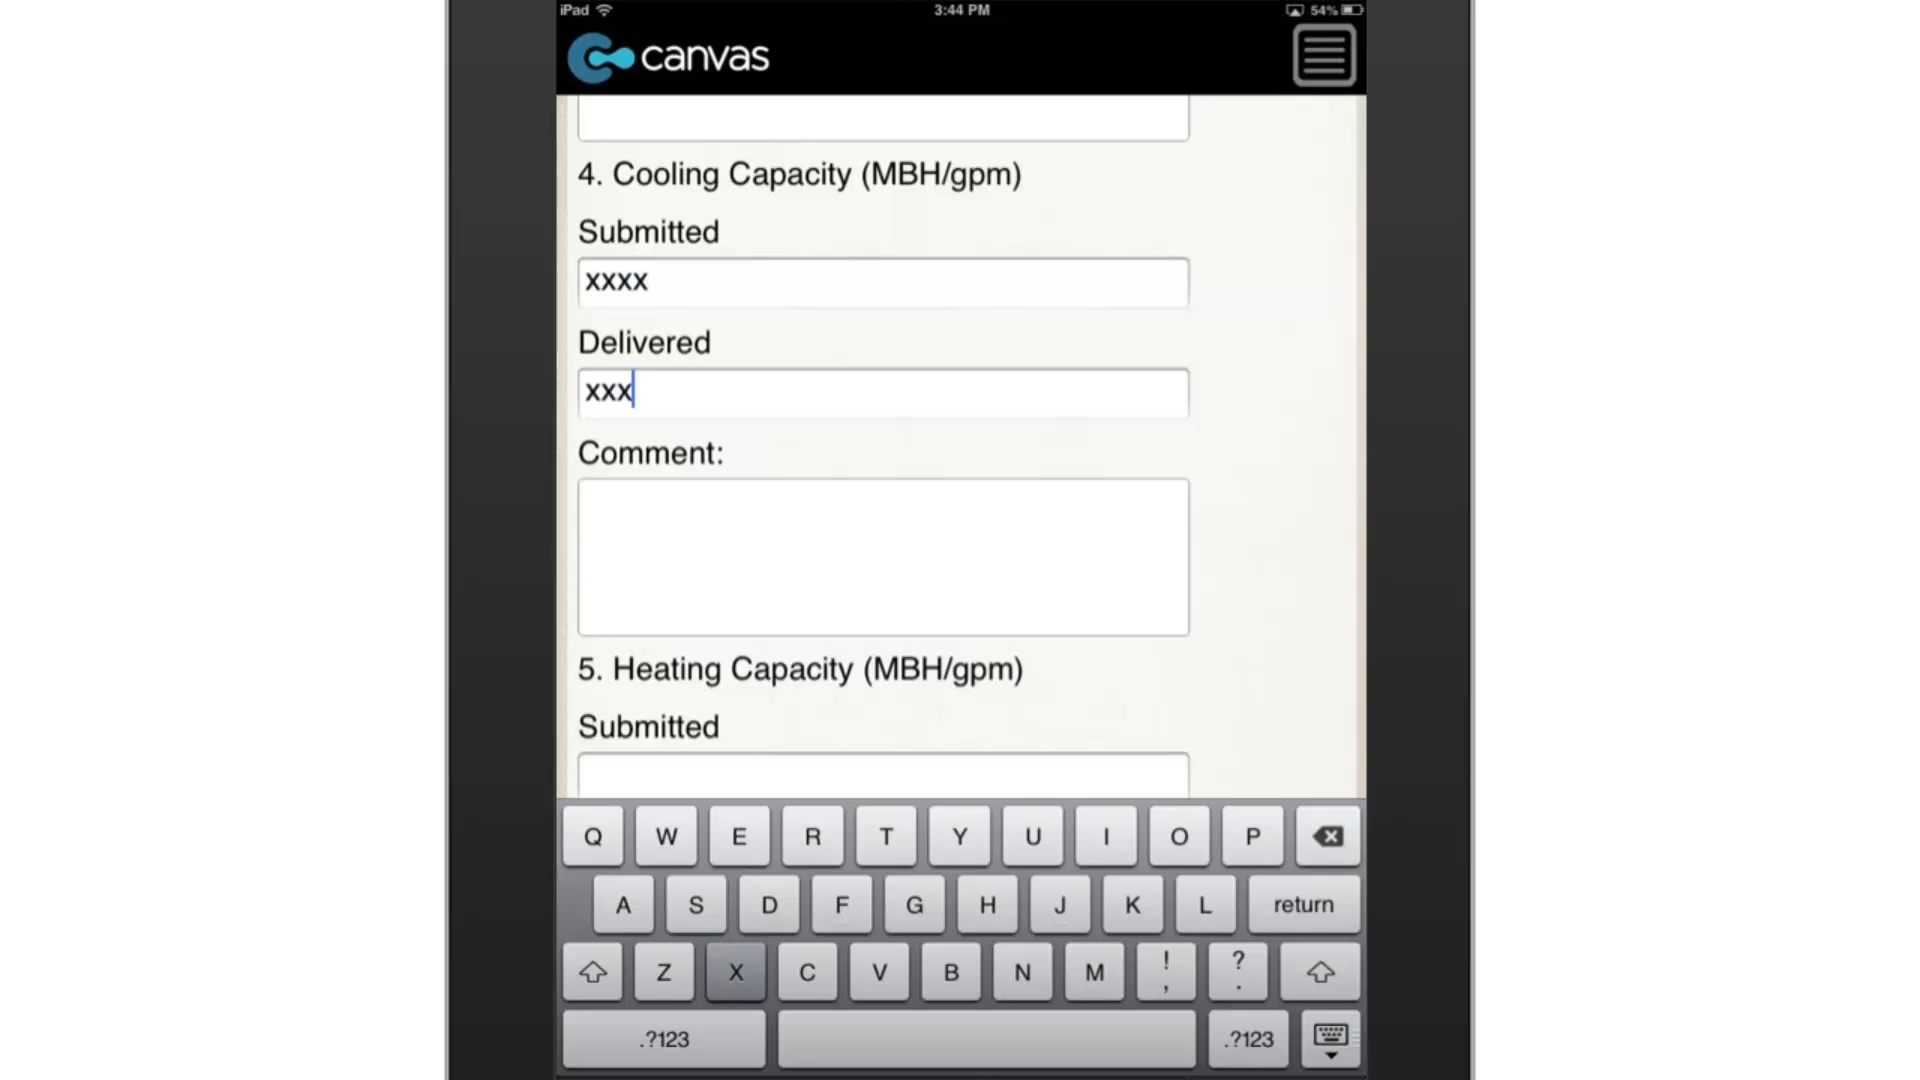 iPad 3:44 PM 54%
canvas
4. Cooling Capacity (MBH/gpm)
Submitted
xxxx
Delivered
xxx
Comment:
5. Heating Capacity (MBH/gpm)
Submitted
Q W E R T Y U I O P
A S D F G H J K L return
Z X C V B N M ! , ? .
.?123 .?123